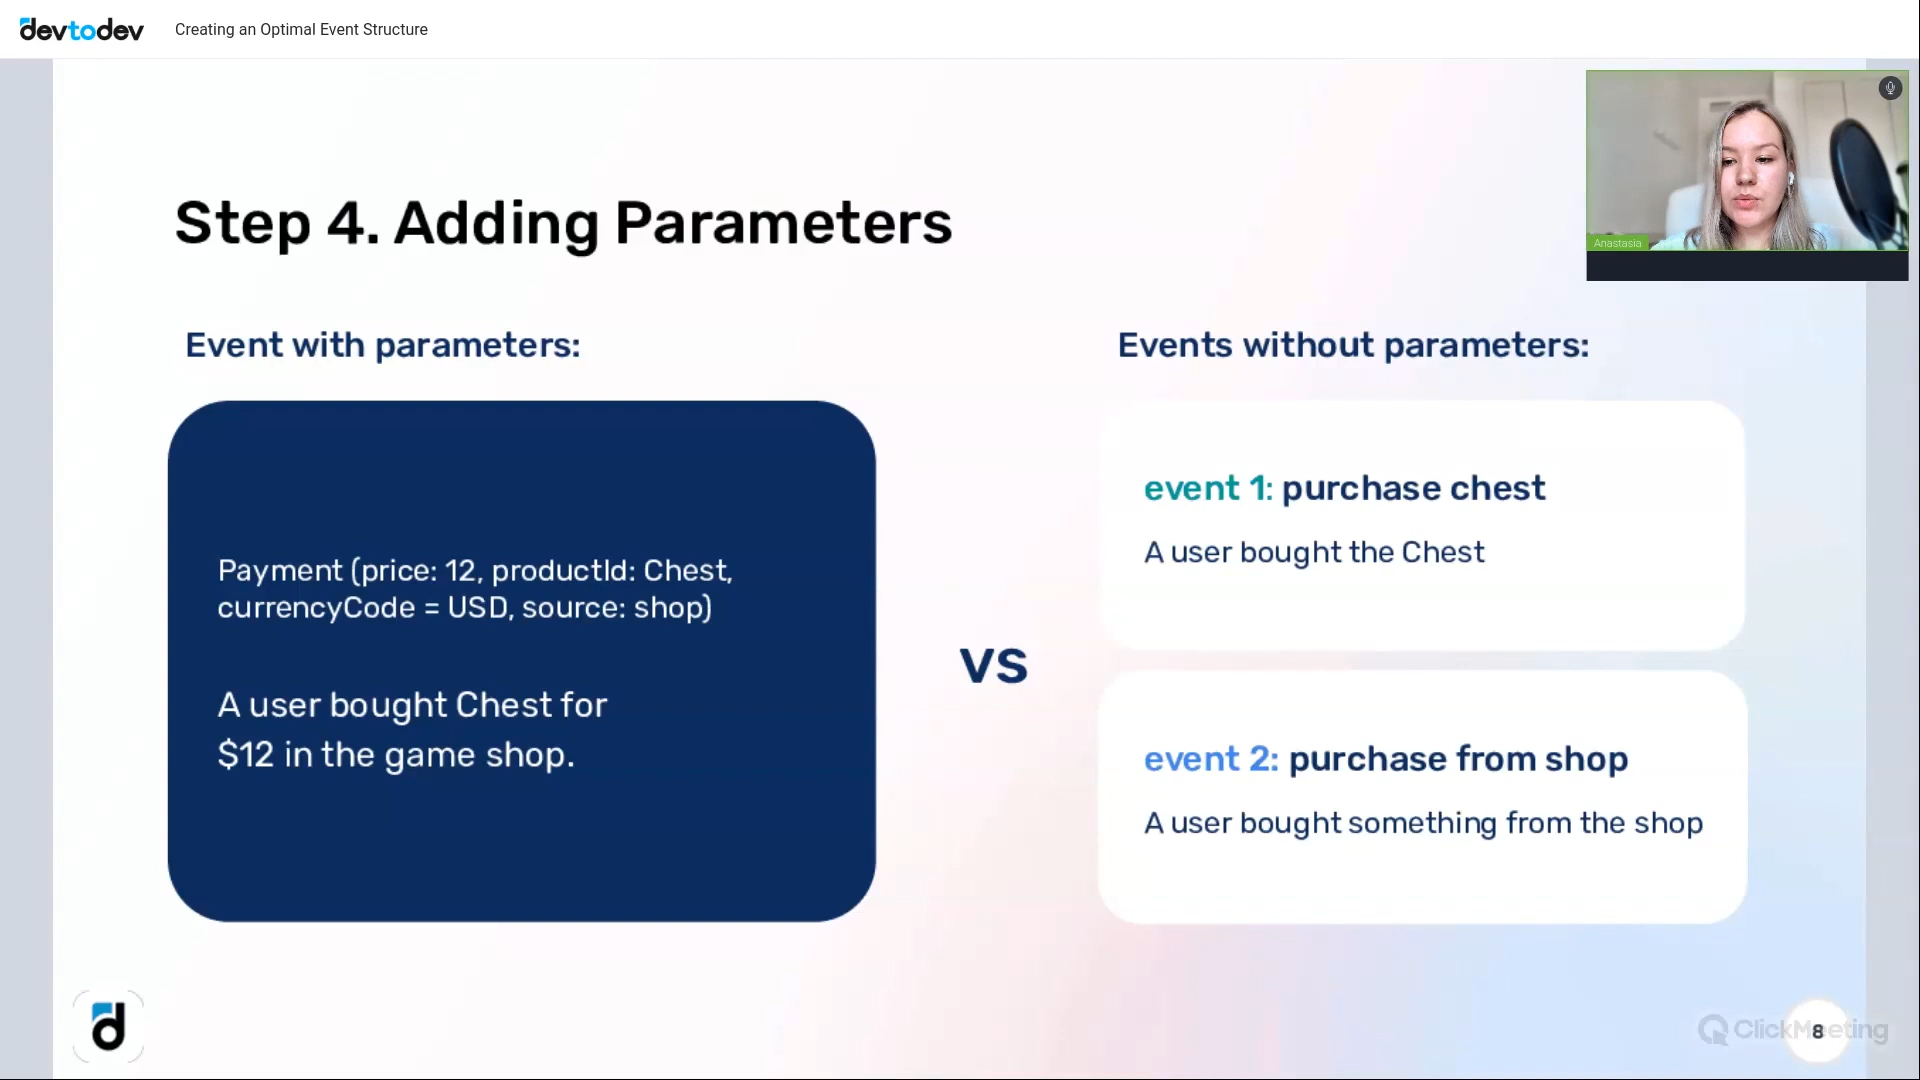 devtodev
Creating an Optimal Event Structure
Anastasia
Step 4. Adding Parameters
Event with parameters:
Payment (price: 12, productId: Chest,
currencyCode = USD, source: shop)
A user bought Chest for
$12 in the game shop.
vs
Events without parameters:
event 1: purchase chest
A user bought the Chest
event 2: purchase from shop
A user bought something from the shop
d
ClickMeeting
8